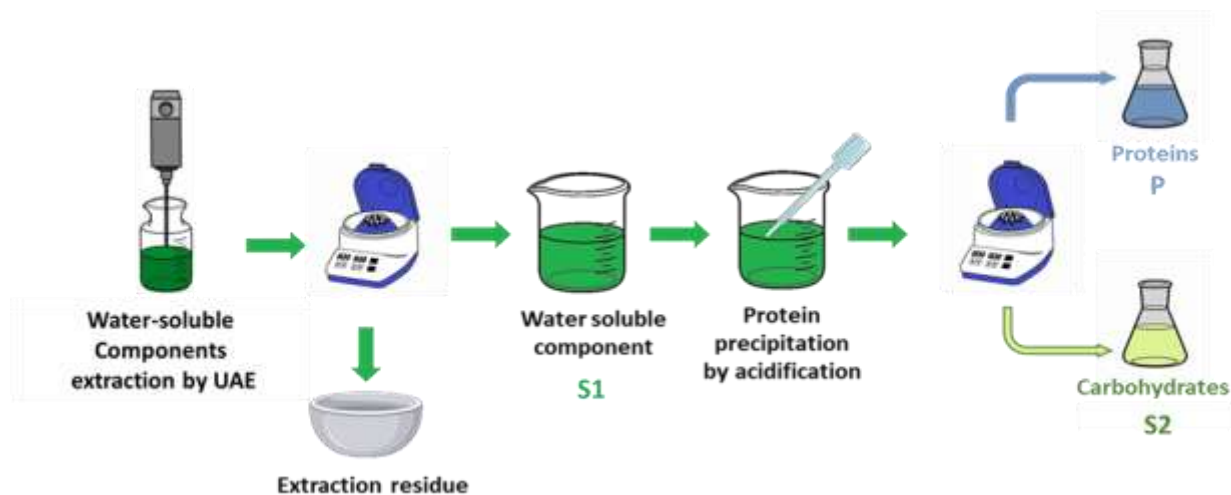 Water-soluble
Components
extraction by UAE
Extraction residue
Water soluble
component
S1
Protein
precipitation
by acidification
Proteins
P
Carbohydrates
S2